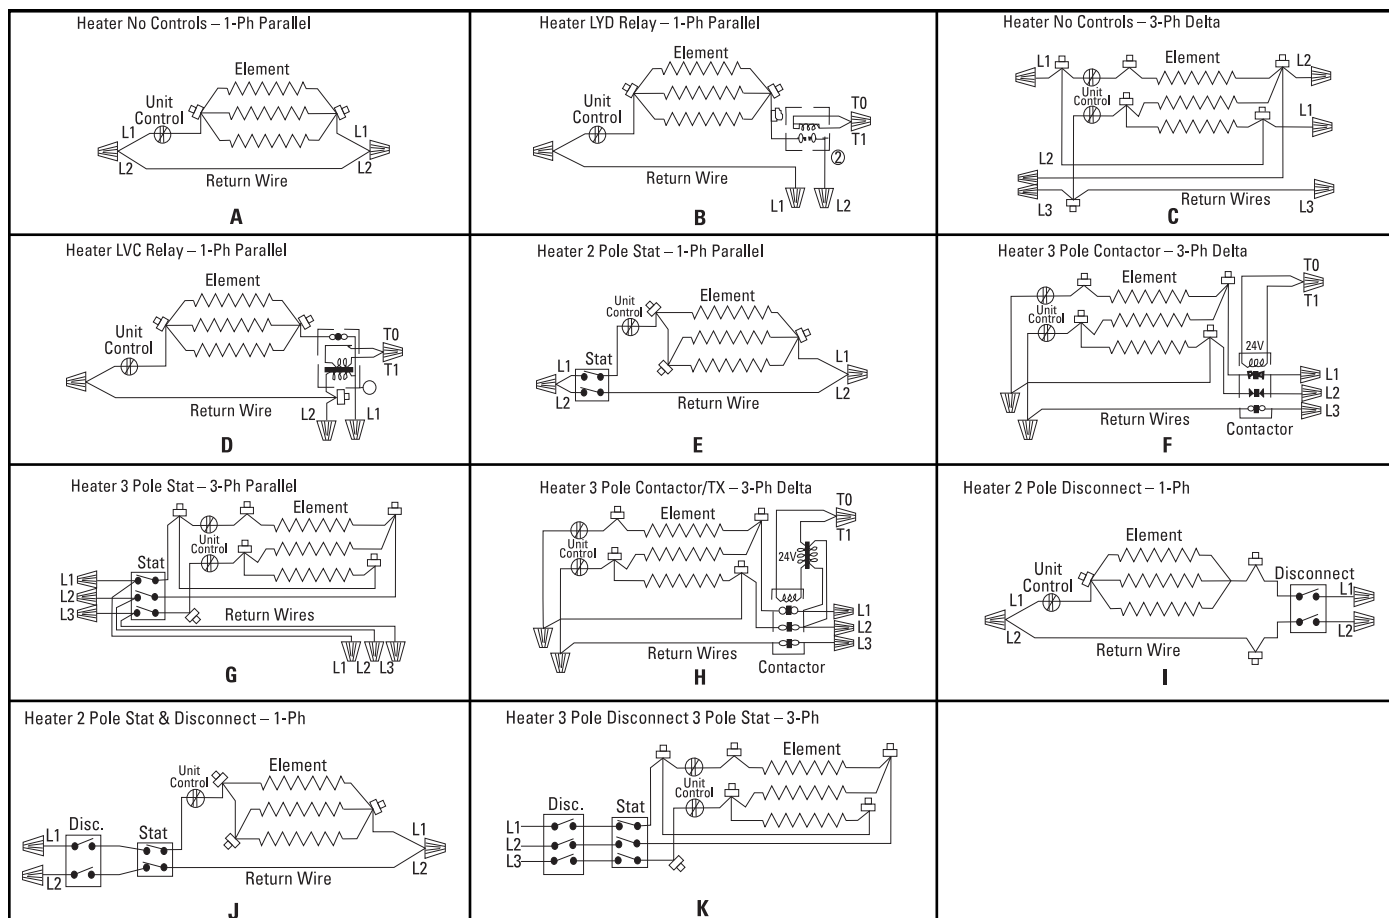 Heater No Controls – 1-Ph Parallel
Element
Unit
Control
L1
L2
L1
L2
Return Wire
A
Heater LYD Relay – 1-Ph Parallel
Element
Unit
Control
T0
T1
2
Return Wire
L1
L2
B
Heater No Controls – 3-Ph Delta
L1
Element
L2
Unit
Control
L1
L2
L3
Return Wires
L3
C
Heater LVC Relay – 1-Ph Parallel
Element
Unit
Control
T0
T1
Return Wire
L2
L1
D
Heater 2 Pole Stat – 1-Ph Parallel
Unit
Control
Element
L1
L2
Stat
L1
L2
Return Wire
E
Heater 3 Pole Contactor – 3-Ph Delta
Element
Unit
Control
T0
T1
24V
L1
L2
L3
Return Wires
Contactor
F
Heater 3 Pole Stat – 3-Ph Parallel
Element
Unit
Control
Stat
L1
L2
L3
Return Wires
L1
L2
L3
G
Heater 3 Pole Contactor/TX – 3-Ph Delta
Element
Unit
Control
T0
T1
24V
L1
L2
L3
Return Wires
Contactor
H
Heater 2 Pole Disconnect – 1-Ph
Element
Unit
Control
Disconnect
L1
L2
L1
L2
Return Wire
I
Heater 2 Pole Stat & Disconnect – 1-Ph
Unit
Control
Element
Disc.
Stat
L1
L2
L1
L2
Return Wire
J
Heater 3 Pole Disconnect 3 Pole Stat – 3-Ph
Element
Unit
Control
Disc.
Stat
L1
L2
L3
K